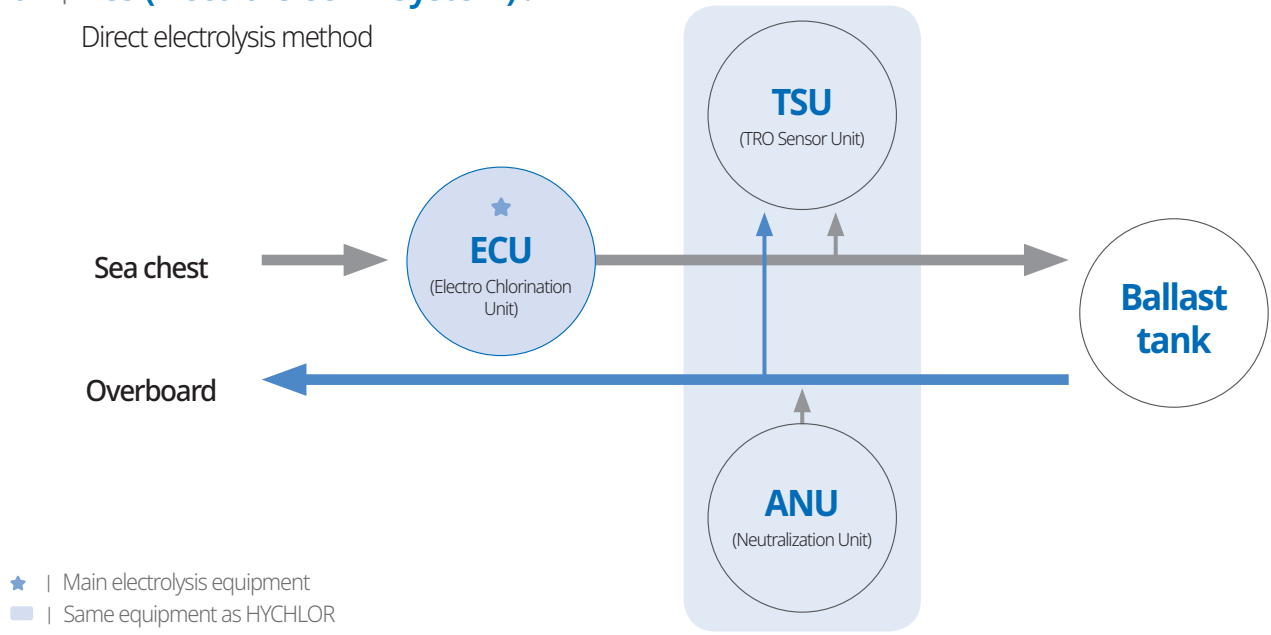 Direct electrolysis method
TSU
(TRO Sensor Unit)
ECU
(Electro Chlorination
Unit)
Sea chest
Ballast
tank
Overboard
ANU
(Neutralization Unit)
| Main electrolysis equipment
| Same equipment as HYCHLOR